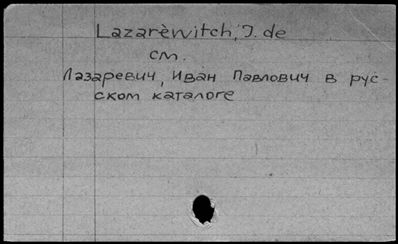 Lazarèwitch, J. de
см.
Лазаревич, Иван Павлович в рус-
ском каталоге